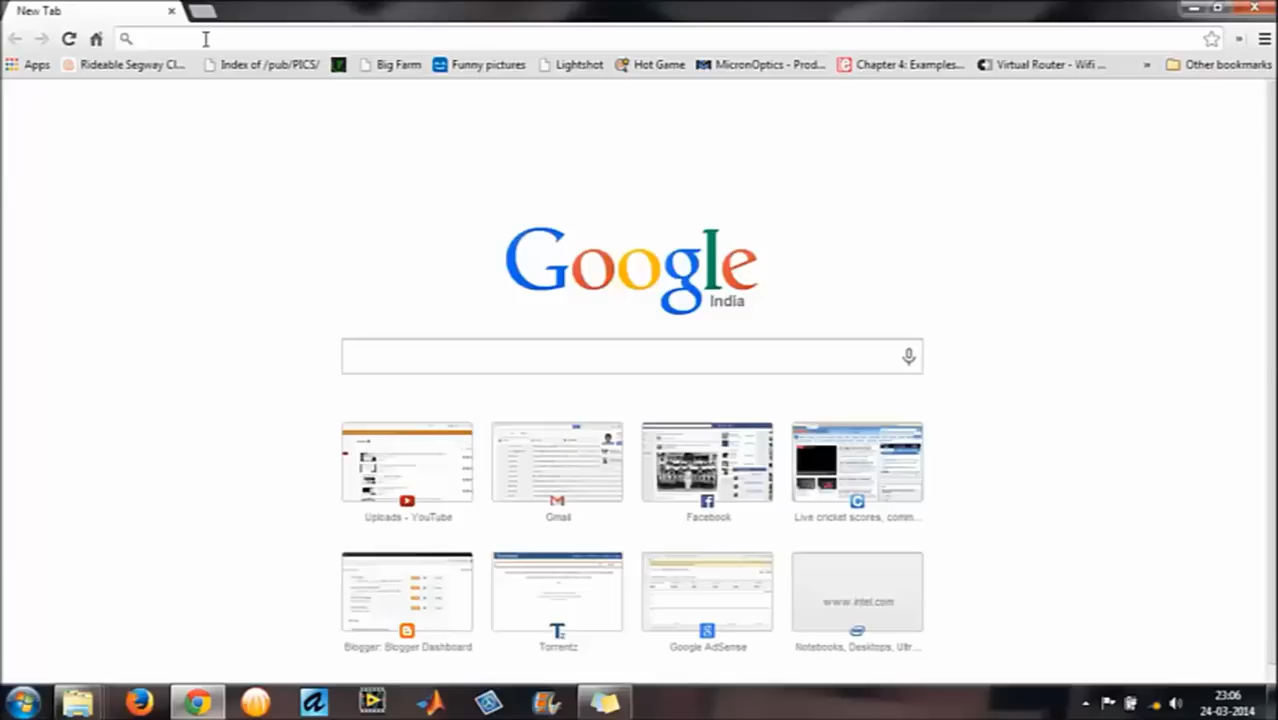 New Tab
Apps Rideable Segway Cl... Index of /pub/PICS/ Big Farm Funny pictures Lightshot Hot Game MicronOptics - Prod... Chapter 4: Examples... Virtual Router - Wifi ... » Other bookmarks
Google
India
Uploads - YouTube Gmail Facebook Live cricket scores, comm...
www.intel.com
Blogger: Blogger Dashboard Torrentz Google AdSense Notebooks, Desktops, Ultr...
23:06
24-03-2014